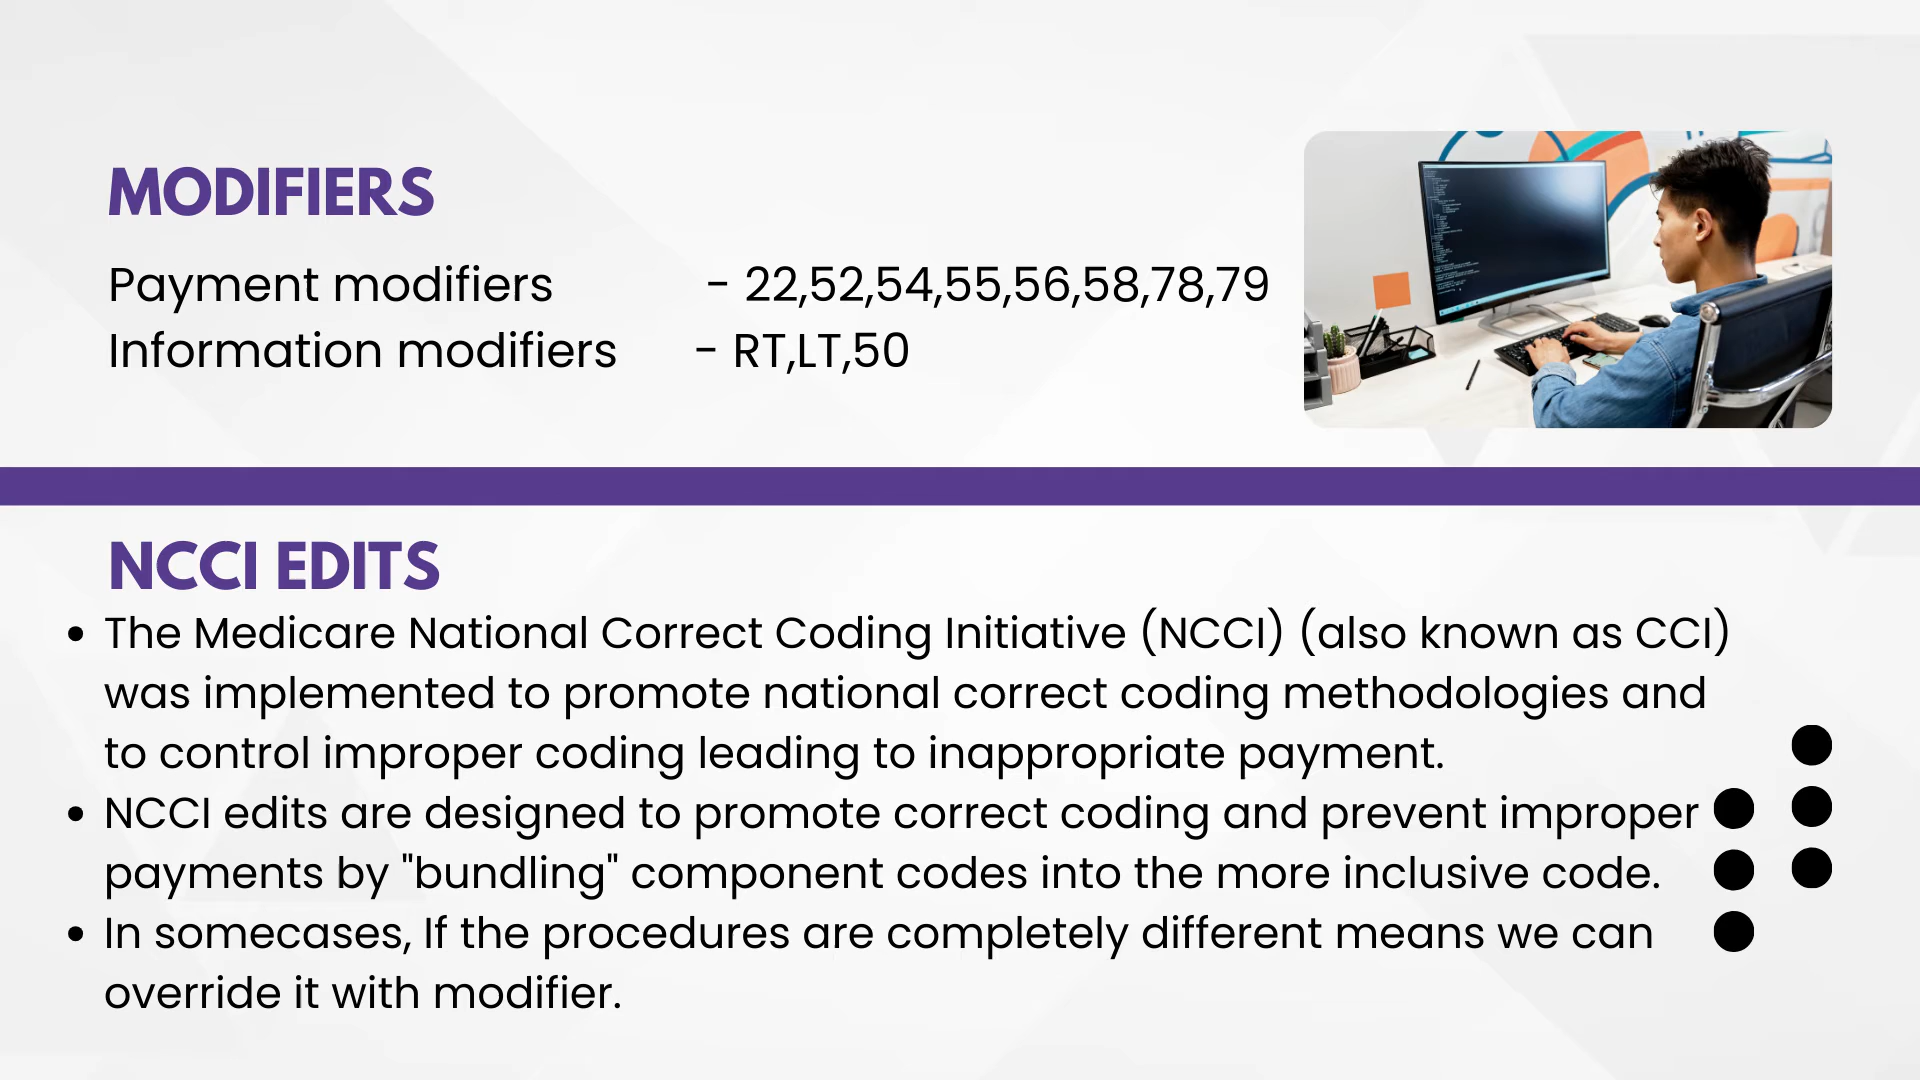 MODIFIERS
Payment modifiers - 22,52,54,55,56,58,78,79
Information modifiers - RT,LT,50
NCCI EDITS
• The Medicare National Correct Coding Initiative (NCCI) (also known as CCI)
was implemented to promote national correct coding methodologies and
to control improper coding leading to inappropriate payment.
• NCCI edits are designed to promote correct coding and prevent improper
payments by "bundling" component codes into the more inclusive code.
• In somecases, If the procedures are completely different means we can
override it with modifier.